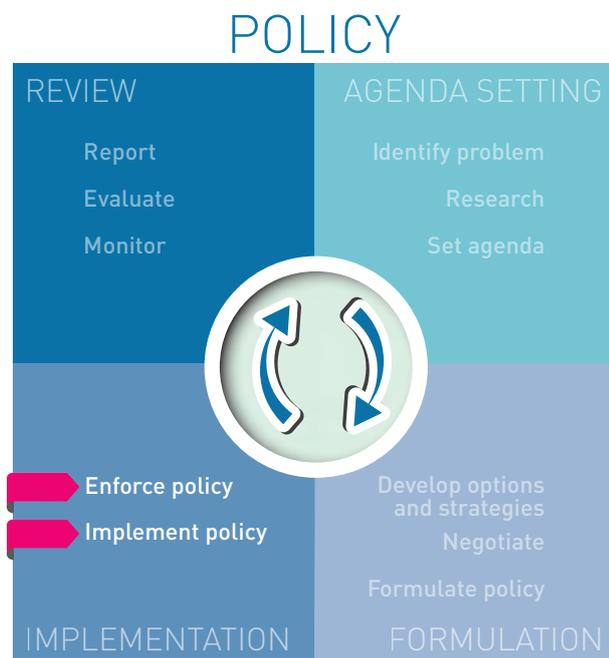 POLICY
REVIEW
Report
Evaluate
Monitor
AGENDA SETTING
Identify problem
Research
Set agenda
Enforce policy
Implement policy
IMPLEMENTATION
Develop options
and strategies
Negotiate
Formulate policy
FORMULATION